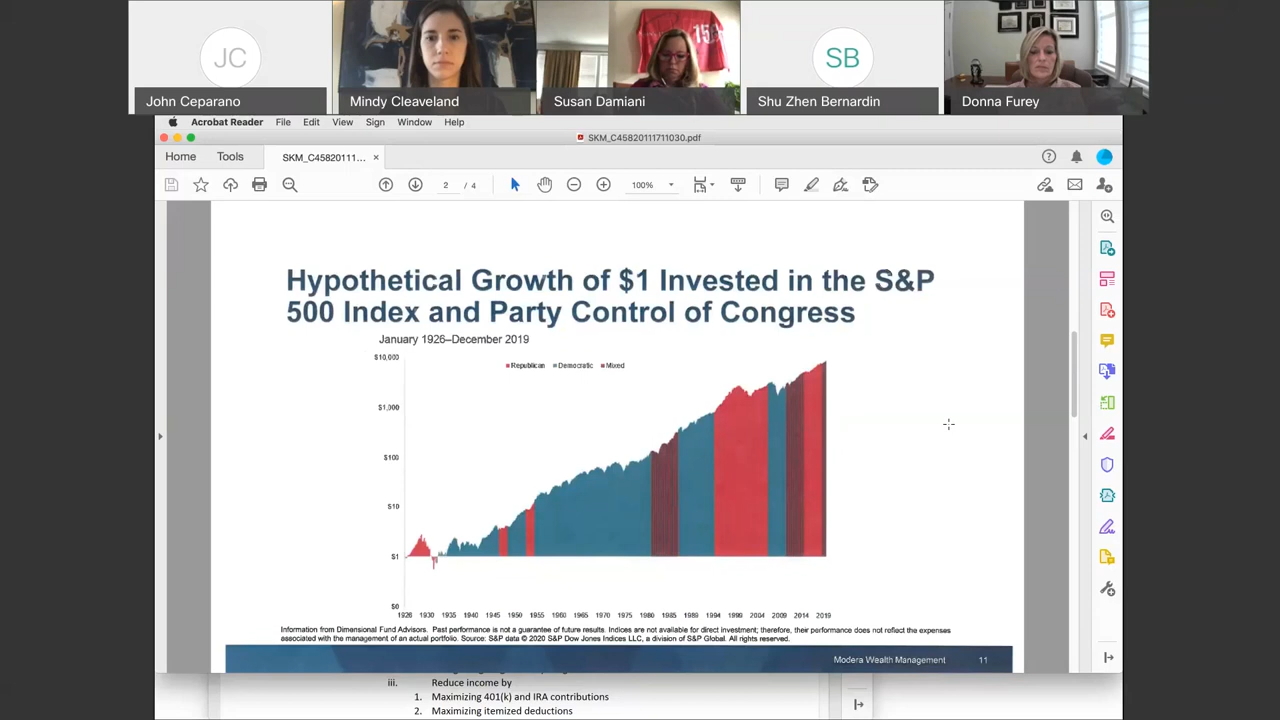 JC
SB
John Ceparano
Mindy Cleaveland
Susan Damiani
Shu Zhen Bernardin
Donna Furey
Acrobat Reader File Edit View Sign Window Help
SKM_C45820111711030.pdf
Home Tools SKM_C45820111... ×
2 / 4 100%
Hypothetical Growth of $1 Invested in the S&P
500 Index and Party Control of Congress
January 1926–December 2019
Republican Democratic Mixed
$10,000
$1,000
$100
$10
$1
$0
1926 1930 1935 1940 1945 1950 1955 1960 1965 1970 1975 1980 1985 1989 1994 1999 2004 2009 2014 2019
Information from Dimensional Fund Advisors. Past performance is not a guarantee of future results. Indices are not available for direct investment; therefore, their performance does not reflect the expenses
associated with the management of an actual portfolio. Source: S&P data © 2020 S&P Dow Jones Indices LLC, a division of S&P Global. All rights reserved.
Modera Wealth Management 11
iii. Reduce income by
1. Maximizing 401(k) and IRA contributions
2. Maximizing itemized deductions